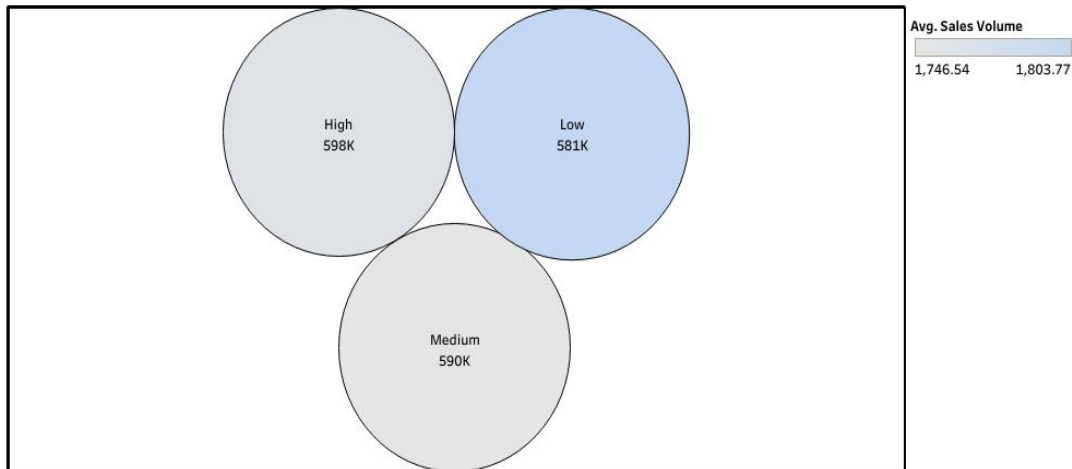 High
598K
Low
581K
Medium
590K
Avg. Sales Volume
1,746.54 1,803.77